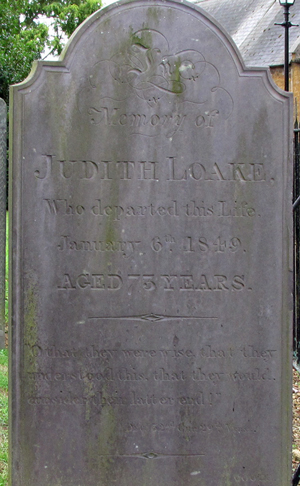 In
Memory of
JUDITH LOAKE.
Who departed this Life.
January 6th 1849.
AGED 73 YEARS.
O that they were wise, that they
understood this, that they would
consider their latter end!